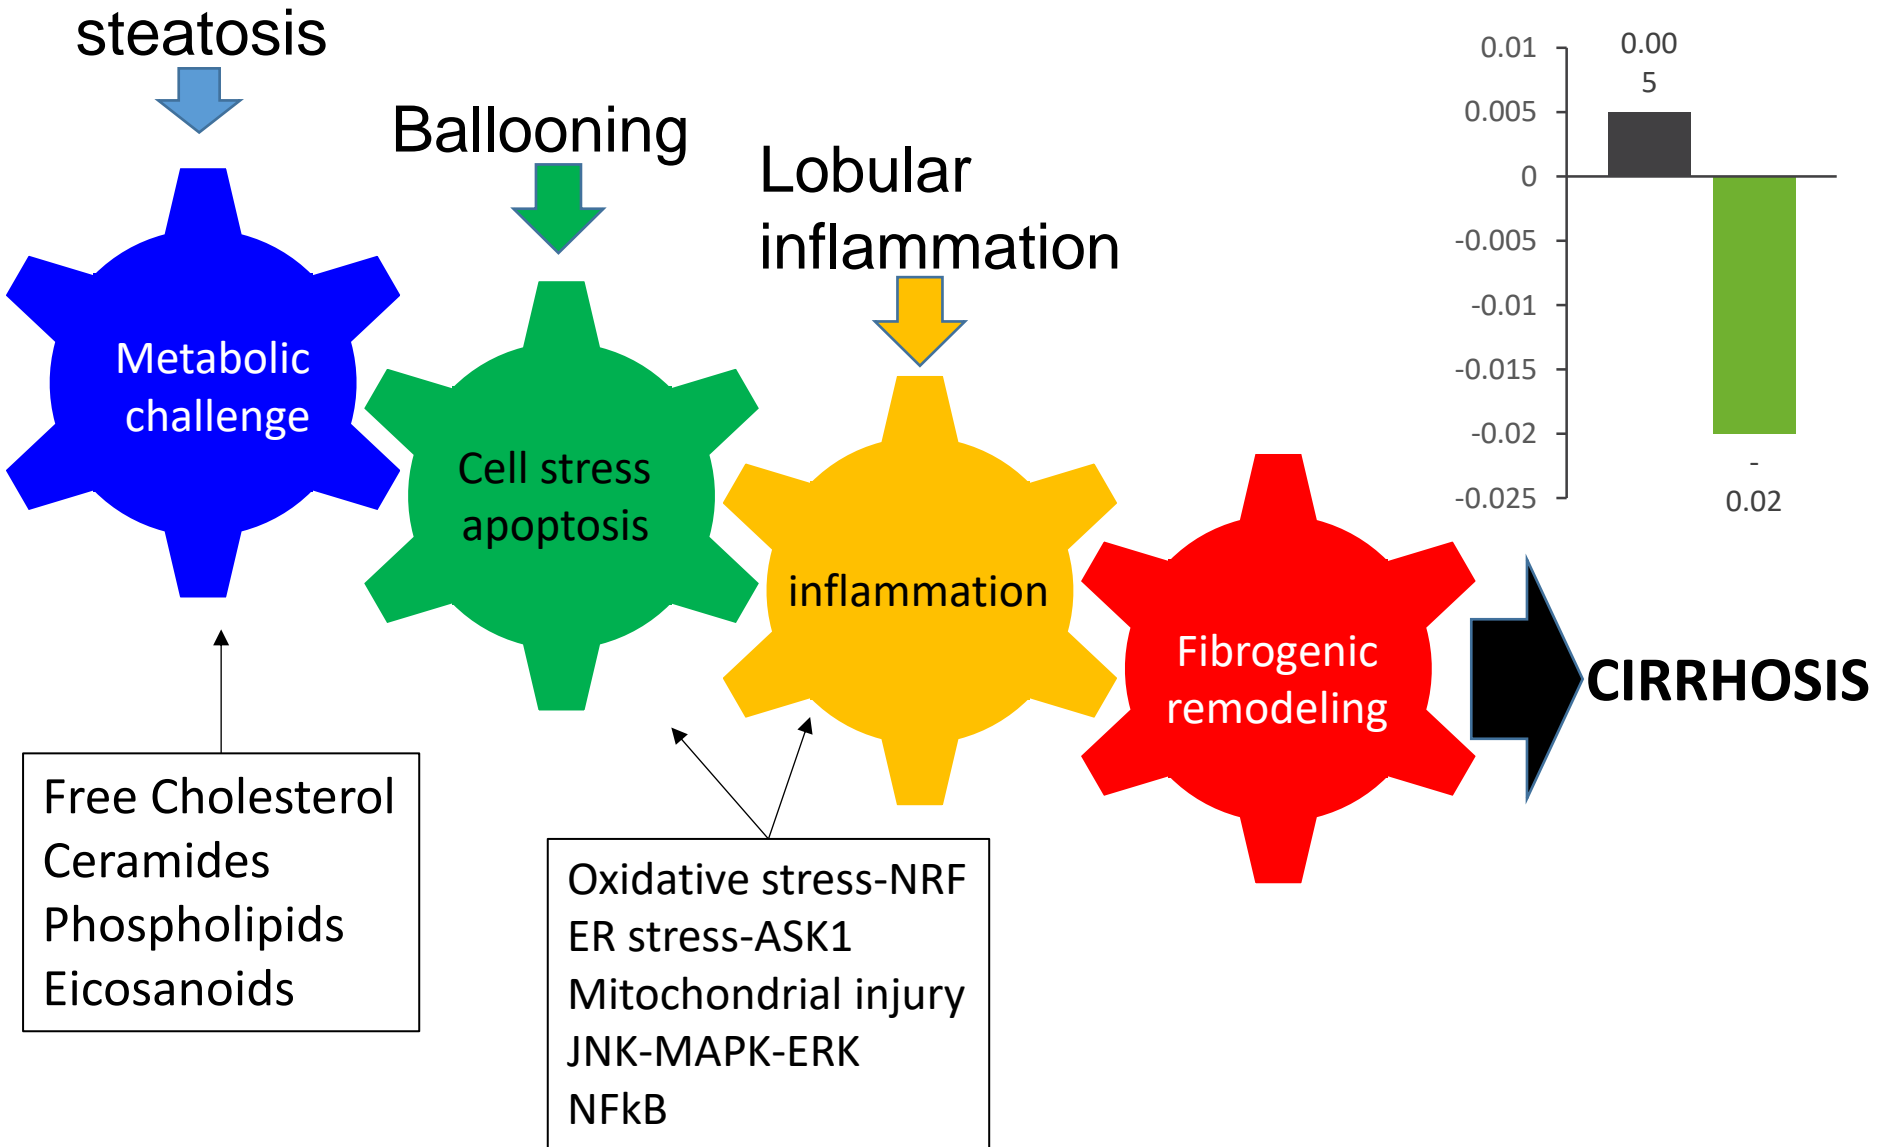 steatosis
Ballooning
Lobular
inflammation
Metabolic
challenge
Cell stress
apoptosis
inflammation
Fibrogenic
remodeling
CIRRHOSIS
Free Cholesterol
Ceramides
Phospholipids
Eicosanoids
Oxidative stress-NRF
ER stress-ASK1
Mitochondrial injury
JNK-MAPK-ERK
NFkB
0.01
0.005
0
-0.005
-0.01
-0.015
-0.02
-0.025
0.00
5
-
0.02